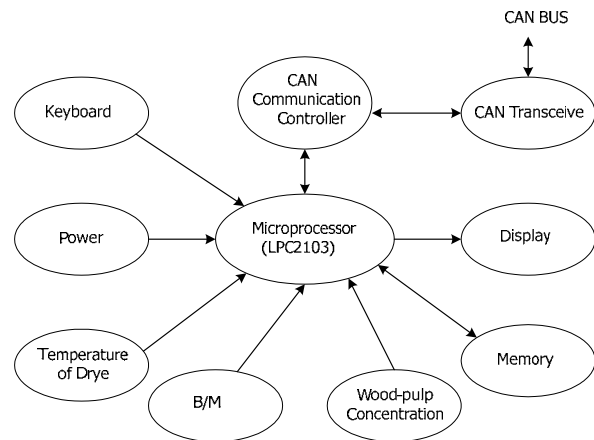 CAN BUS
CAN
Communication
Controller
CAN Transceive
Keyboard
Microprocessor
(LPC2103)
Power
Display
Temperature
of Drye
B/M
Wood-pulp
Concentration
Memory